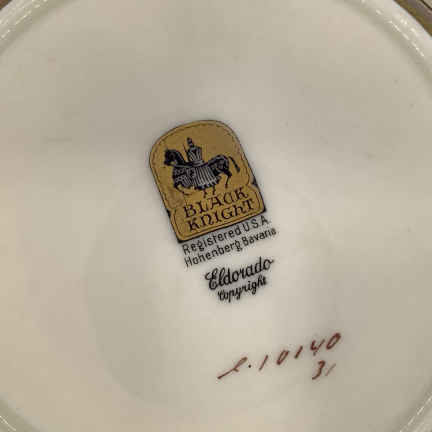 BLACK
KNIGHT
Registered U.S.A.
Hohenberg Bavaria
Eldorado
Copyright
L.10140
31